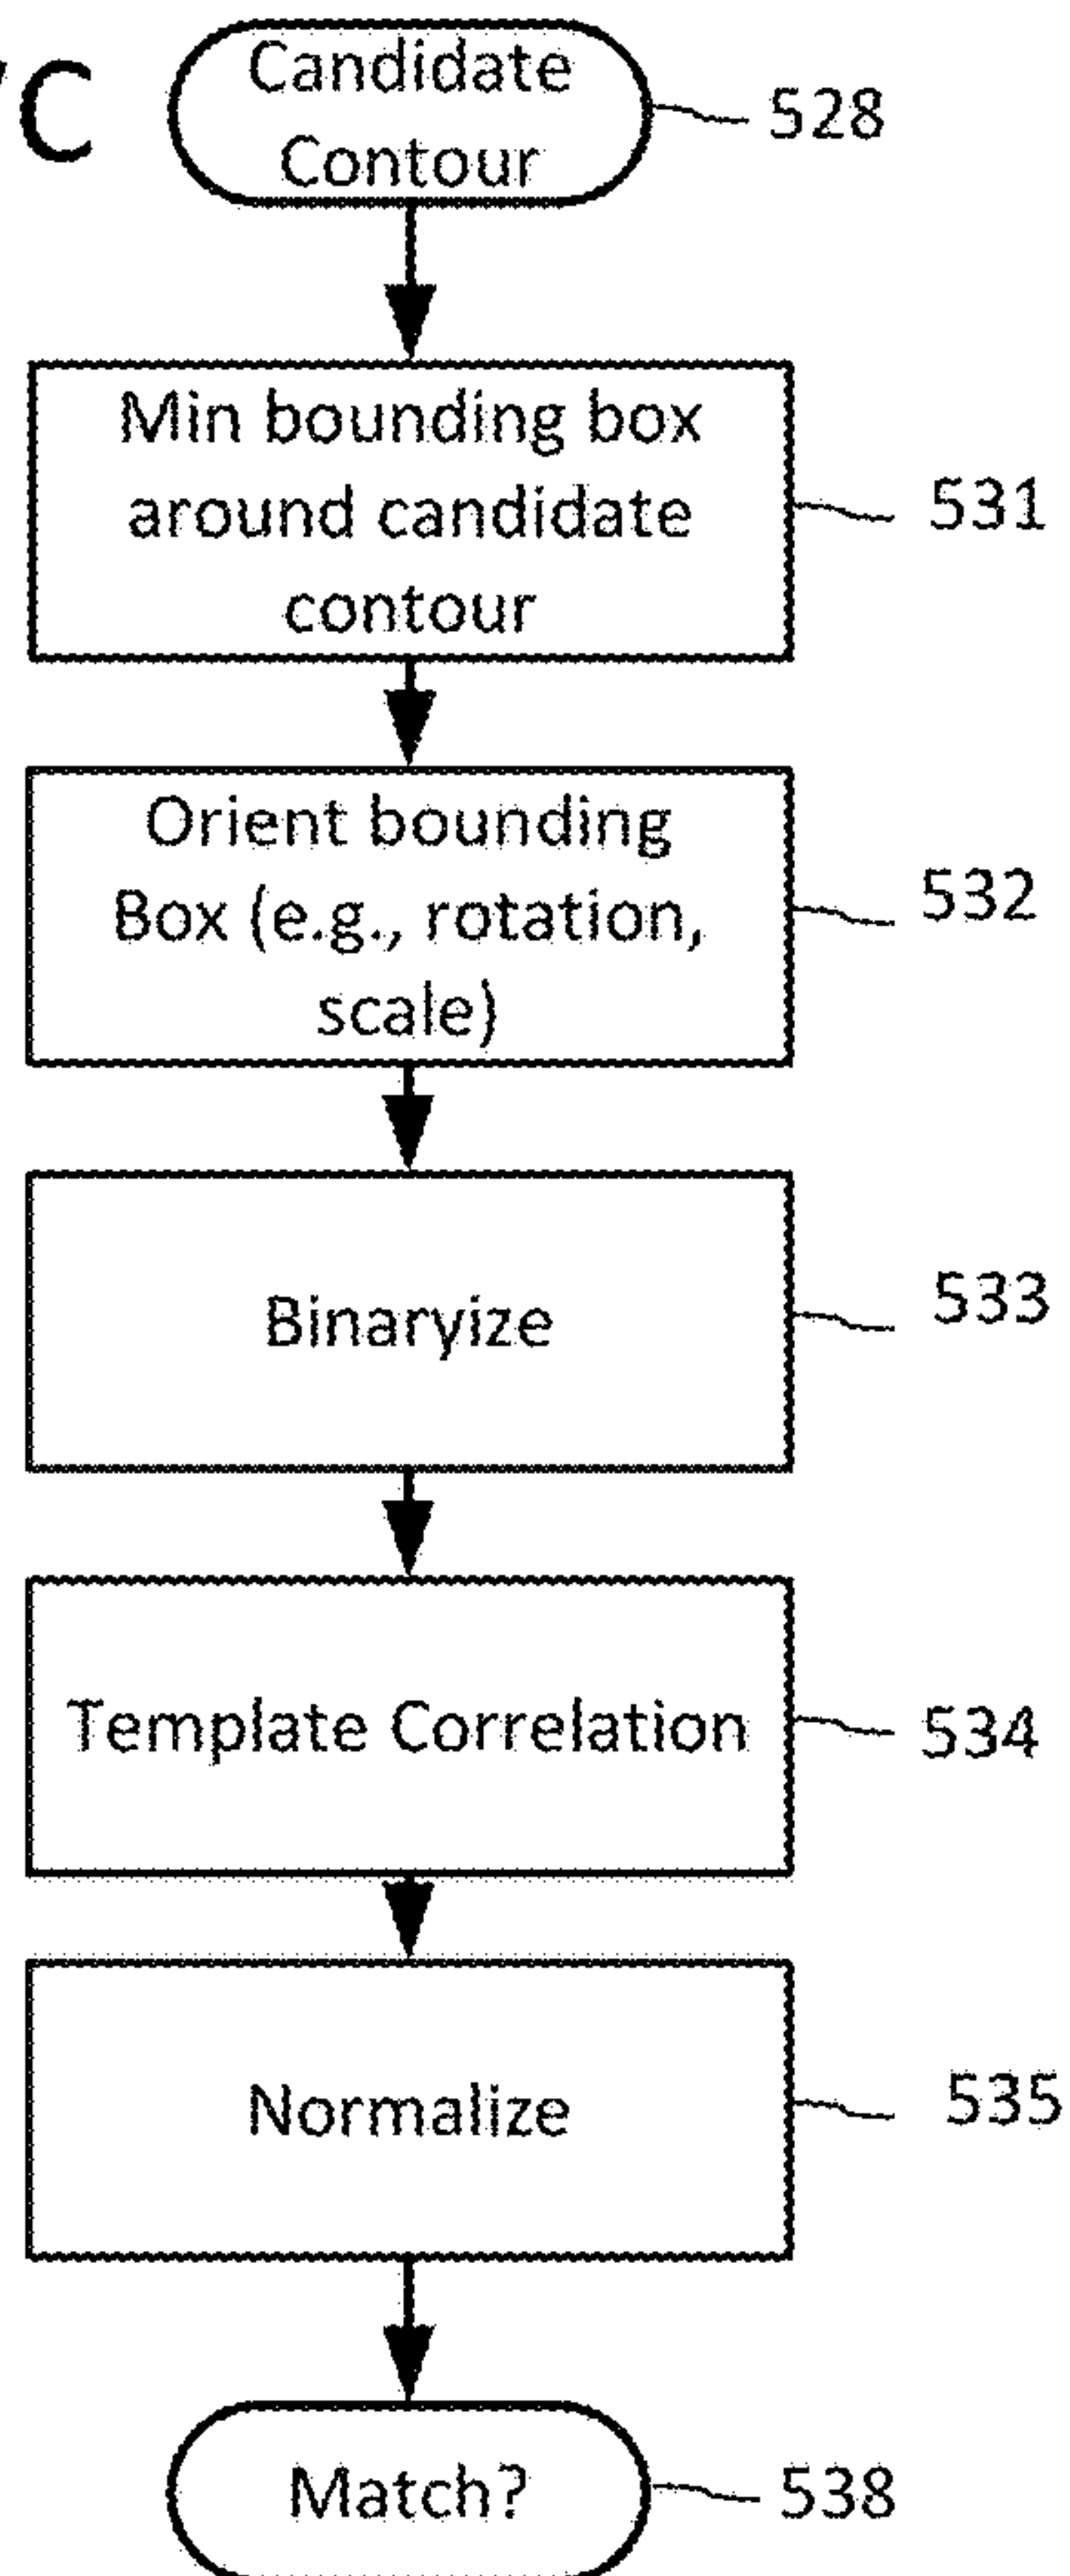 C
Candidate
Contour
528
Min bounding box
around candidate
contour
531
Orient bounding
Box (e.g., rotation,
scale)
532
Binaryize
533
Template Correlation
534
Normalize
535
Match?
538